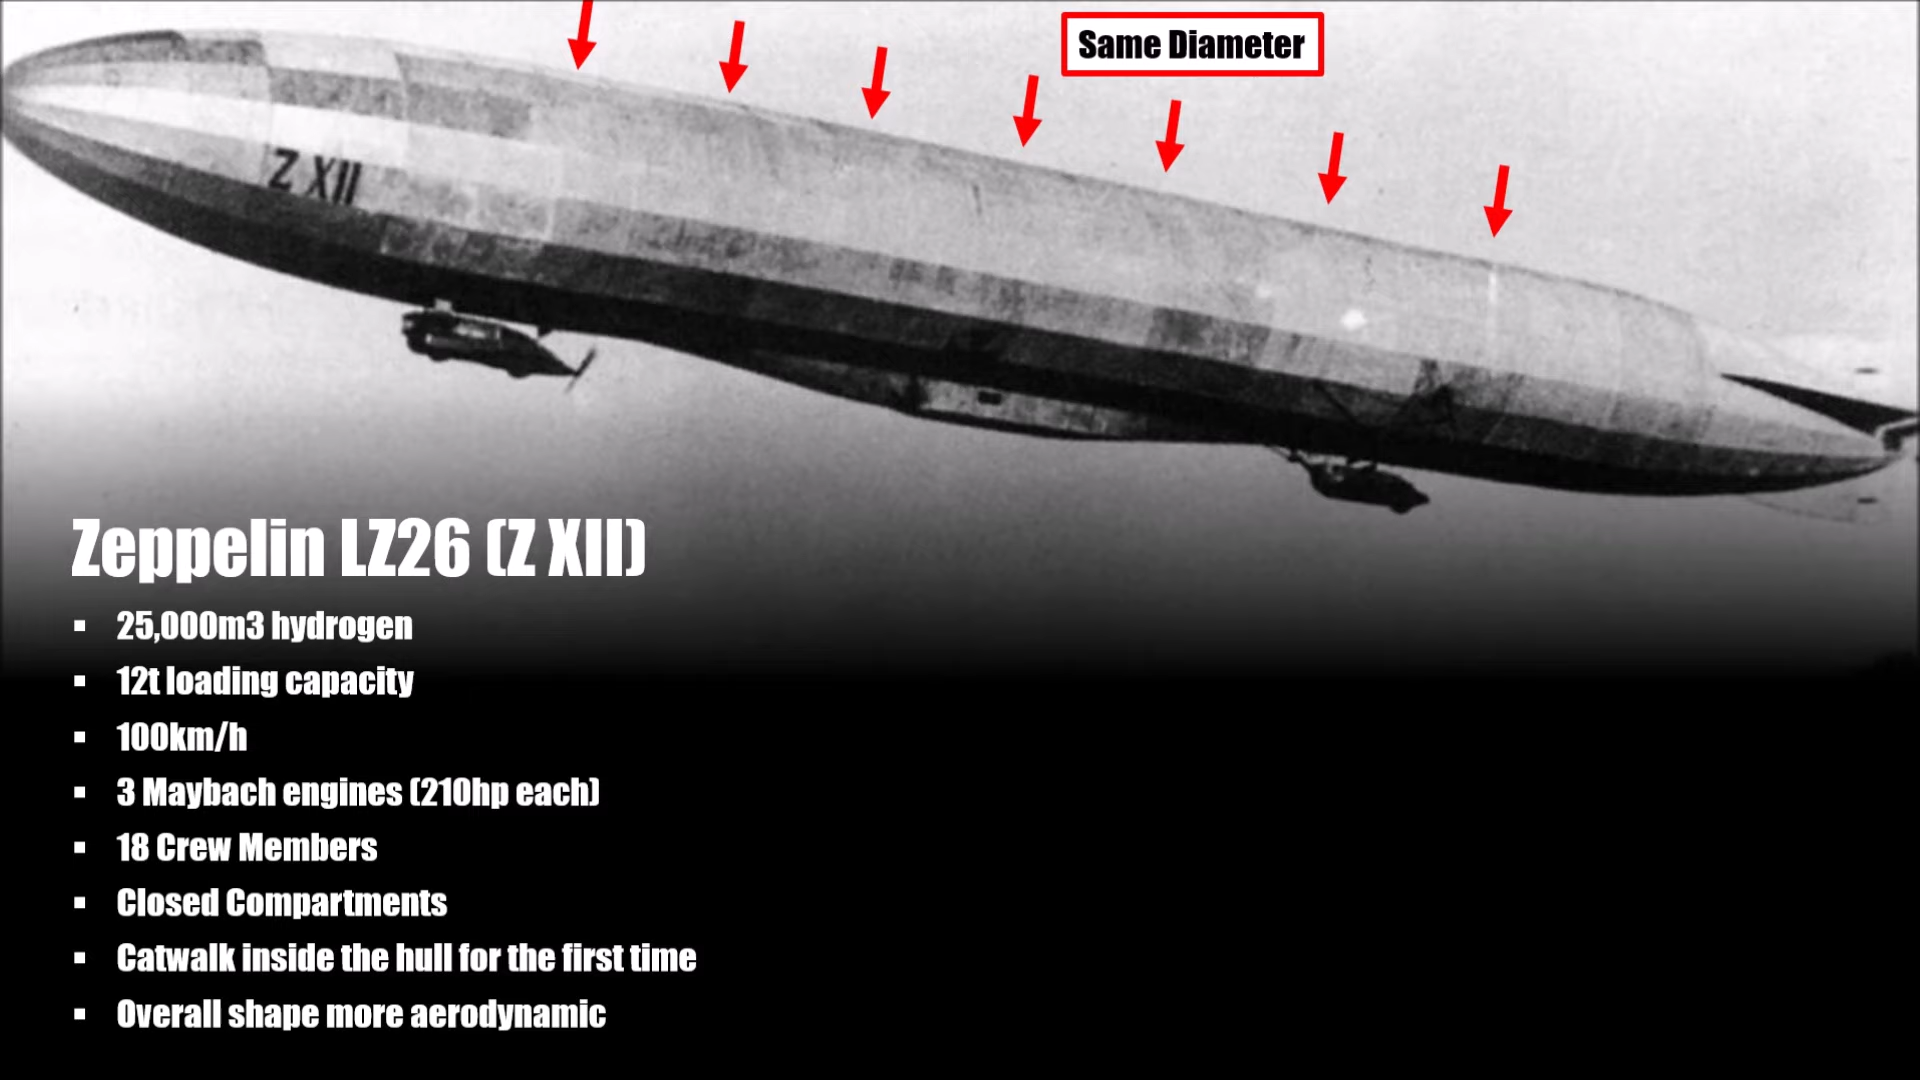 Same Diameter
Z XII
Zeppelin LZ26 (Z XII)
▪ 25,000m3 hydrogen
▪ 12t loading capacity
▪ 100km/h
▪ 3 Maybach engines (210hp each)
▪ 18 Crew Members
▪ Closed Compartments
▪ Catwalk inside the hull for the first time
▪ Overall shape more aerodynamic